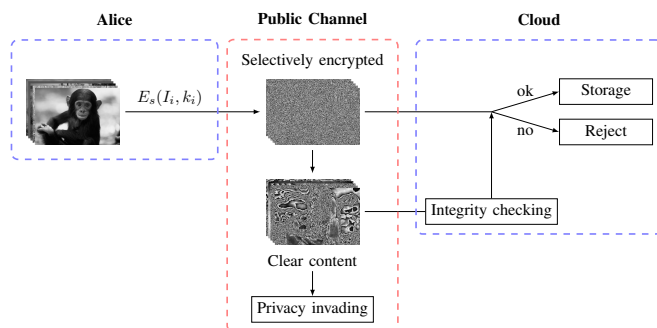 Alice
Public Channel
Cloud
Selectively encrypted
E_s(I_i, k_i)
ok
Storage
no
Reject
Integrity checking
Clear content
Privacy invading